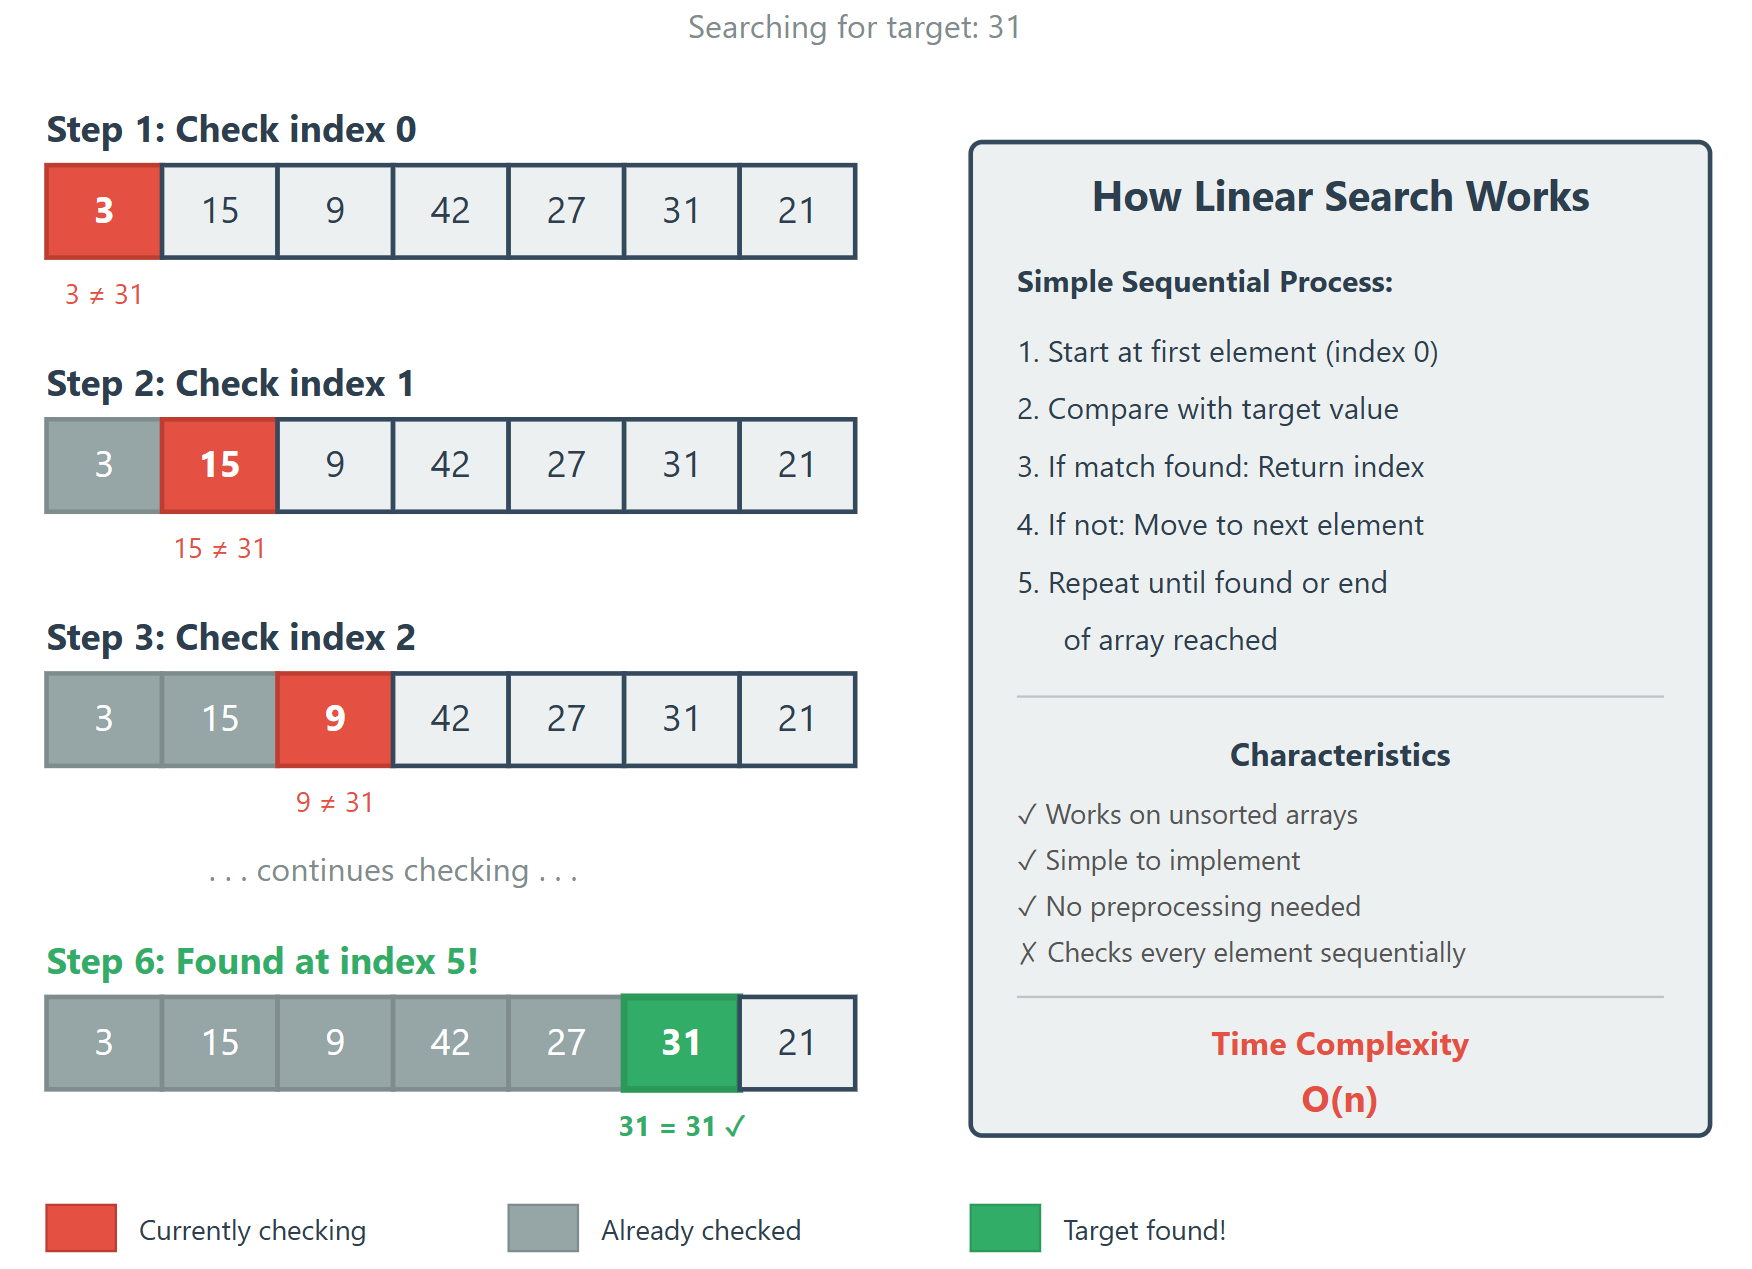 Searching for target: 31
Step 1: Check index 0
3 15 9 42 27 31 21
3 ≠ 31
Step 2: Check index 1
3 15 9 42 27 31 21
15 ≠ 31
Step 3: Check index 2
3 15 9 42 27 31 21
9 ≠ 31
. . . continues checking . . .
Step 6: Found at index 5!
3 15 9 42 27 31 21
31 = 31 ✓
How Linear Search Works
Simple Sequential Process:
1. Start at first element (index 0)
2. Compare with target value
3. If match found: Return index
4. If not: Move to next element
5. Repeat until found or end
of array reached
Characteristics
✓ Works on unsorted arrays
✓ Simple to implement
✓ No preprocessing needed
✗ Checks every element sequentially
Time Complexity
O(n)
Currently checking
Already checked
Target found!